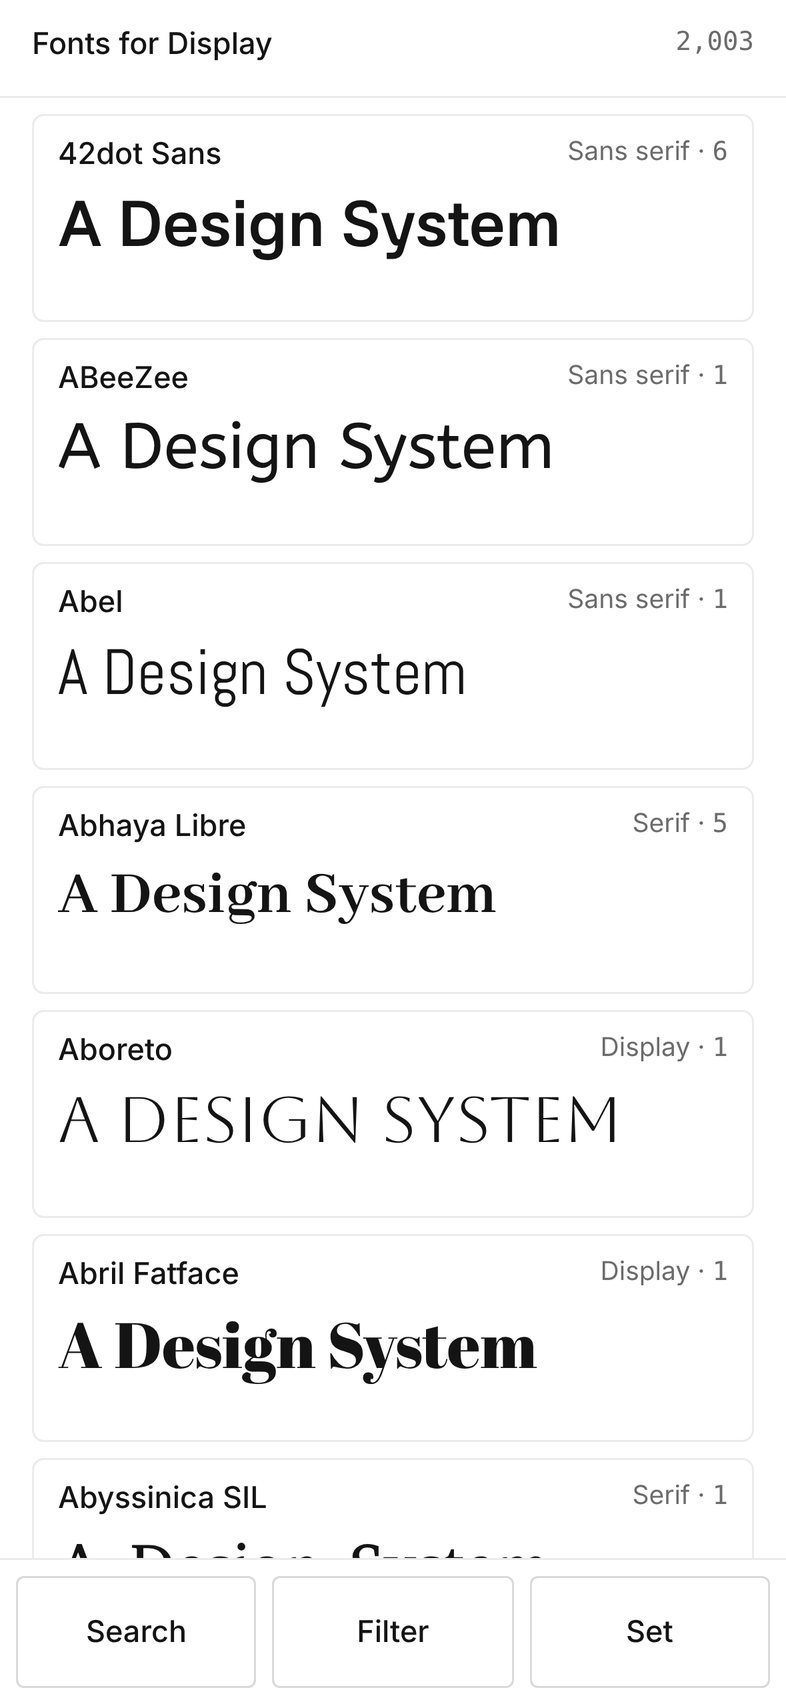 Fonts for Display 2,003
42dot Sans Sans serif · 6
A Design System
ABeeZee Sans serif · 1
A Design System
Abel Sans serif · 1
A Design System
Abhaya Libre Serif · 5
A Design System
Aboreto Display · 1
A DESIGN SYSTEM
Abril Fatface Display · 1
A Design System
Abyssinica SIL Serif · 1
A Design System
Search Filter Set